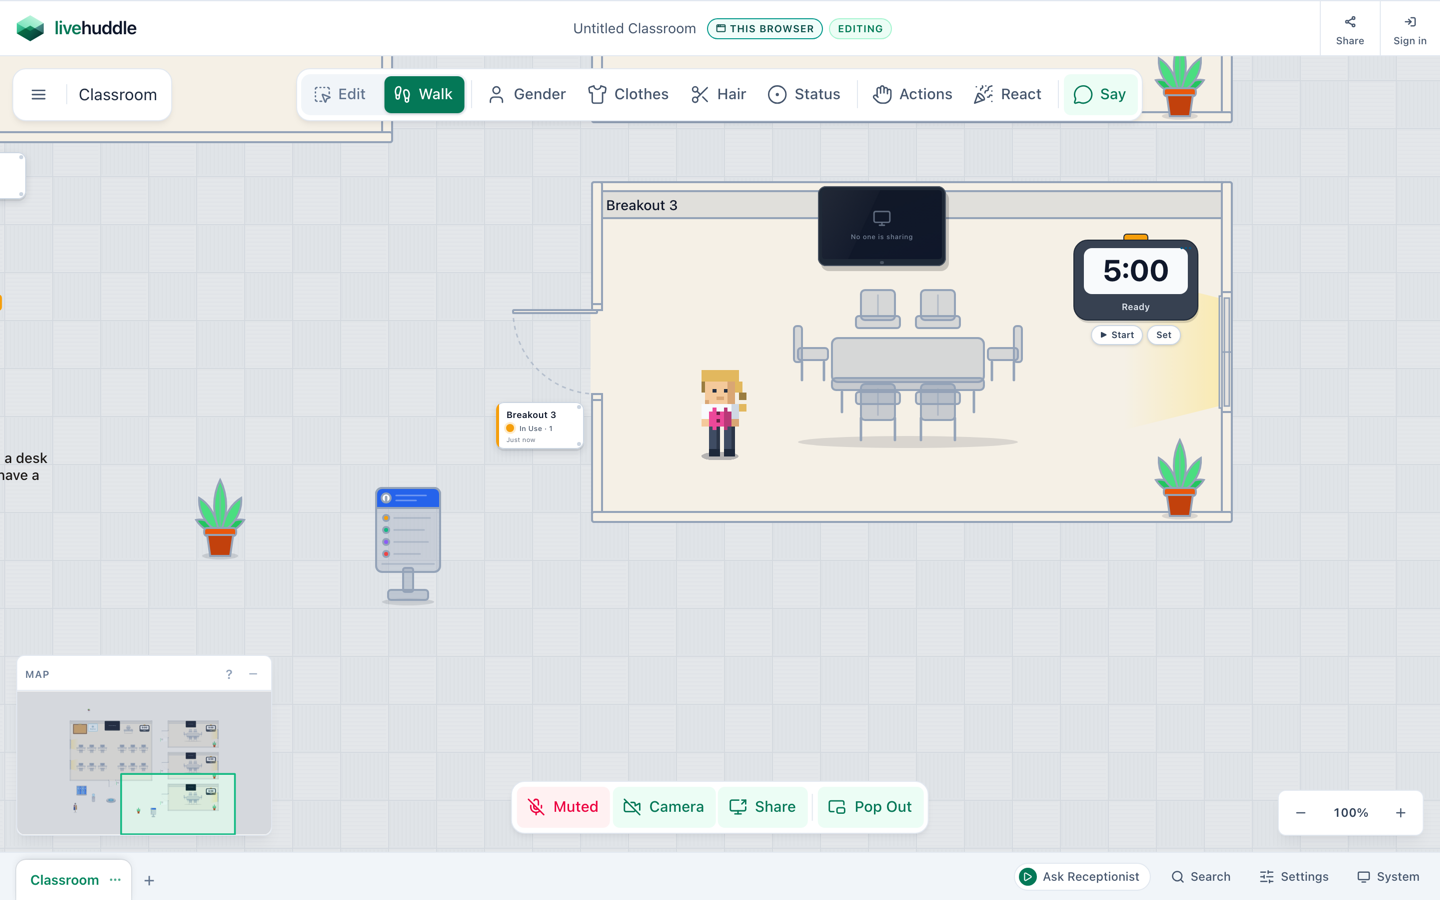 livehuddle
Untitled Classroom
THIS BROWSER
EDITING
Share
Sign in
Classroom
Edit
Walk
Gender
Clothes
Hair
Status
Actions
React
Say
Breakout 3
No one is sharing
5:00
Ready
Start
Set
Breakout 3
In Use · 1
Just now
a desk
have a
MAP
?
Muted
Camera
Share
Pop Out
100%
Classroom
Ask Receptionist
Search
Settings
System